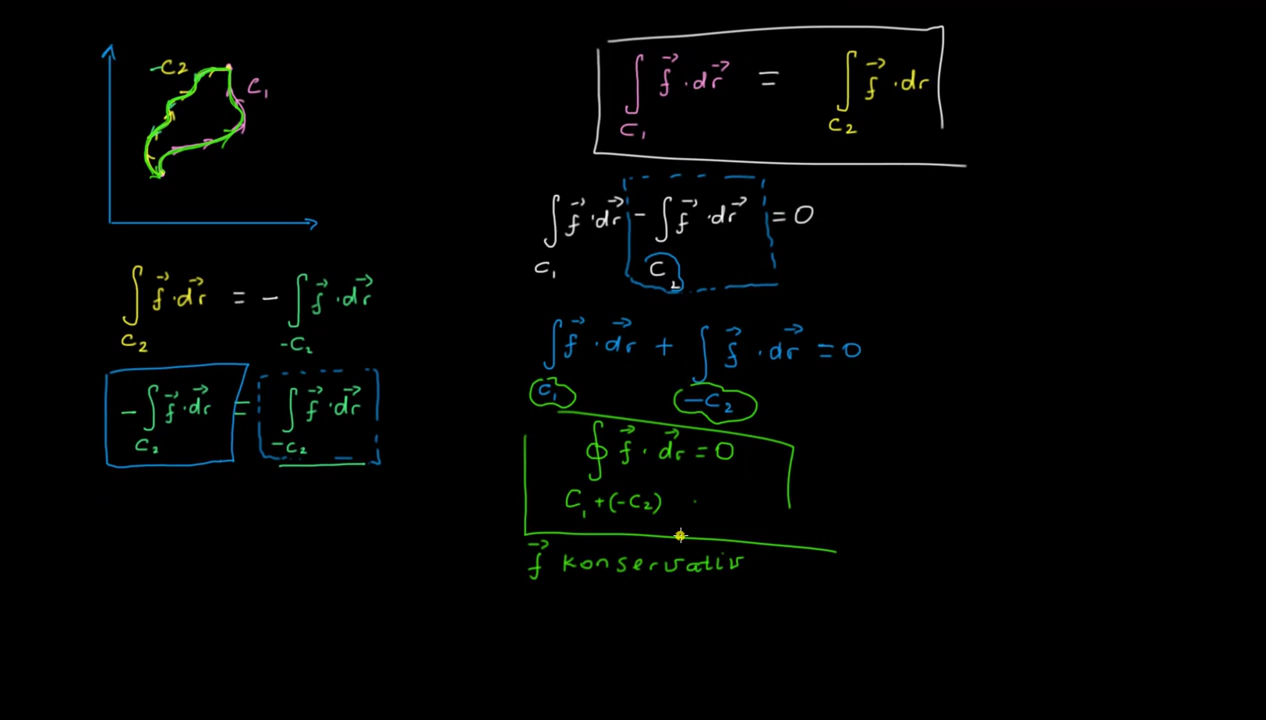 -C2
C₁
∫ f⃗ · dr⃗ = ∫ f⃗ · dr
C₁ C₂
∫ f⃗ · dr⃗ - ∫ f⃗ · dr⃗ = 0
C₁ C₂
∫ f⃗ · dr⃗ = - ∫ f⃗ · dr⃗
C₂ -C₂
- ∫ f⃗ · dr⃗ = ∫ f⃗ · dr⃗
C₂ -C₂
∫ f⃗ · dr⃗ + ∫ f⃗ · dr⃗ = 0
C₁ -C₂
∮ f⃗ · dr⃗ = 0
C₁ + (-C₂)
f⃗ konservativ